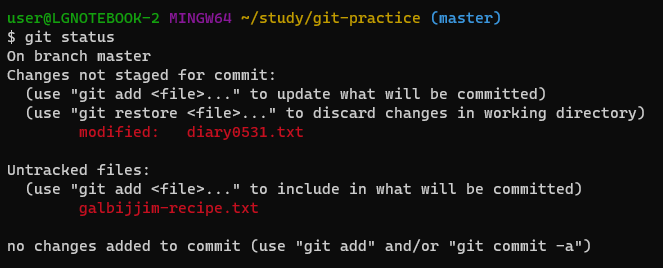 user@LGNOTEBOOK-2 MINGW64 ~/study/git-practice (master)
$ git status
On branch master
Changes not staged for commit:
  (use "git add <file>..." to update what will be committed)
  (use "git restore <file>..." to discard changes in working directory)
        modified:   diary0531.txt

Untracked files:
  (use "git add <file>..." to include in what will be committed)
        galbijjim-recipe.txt

no changes added to commit (use "git add" and/or "git commit -a")